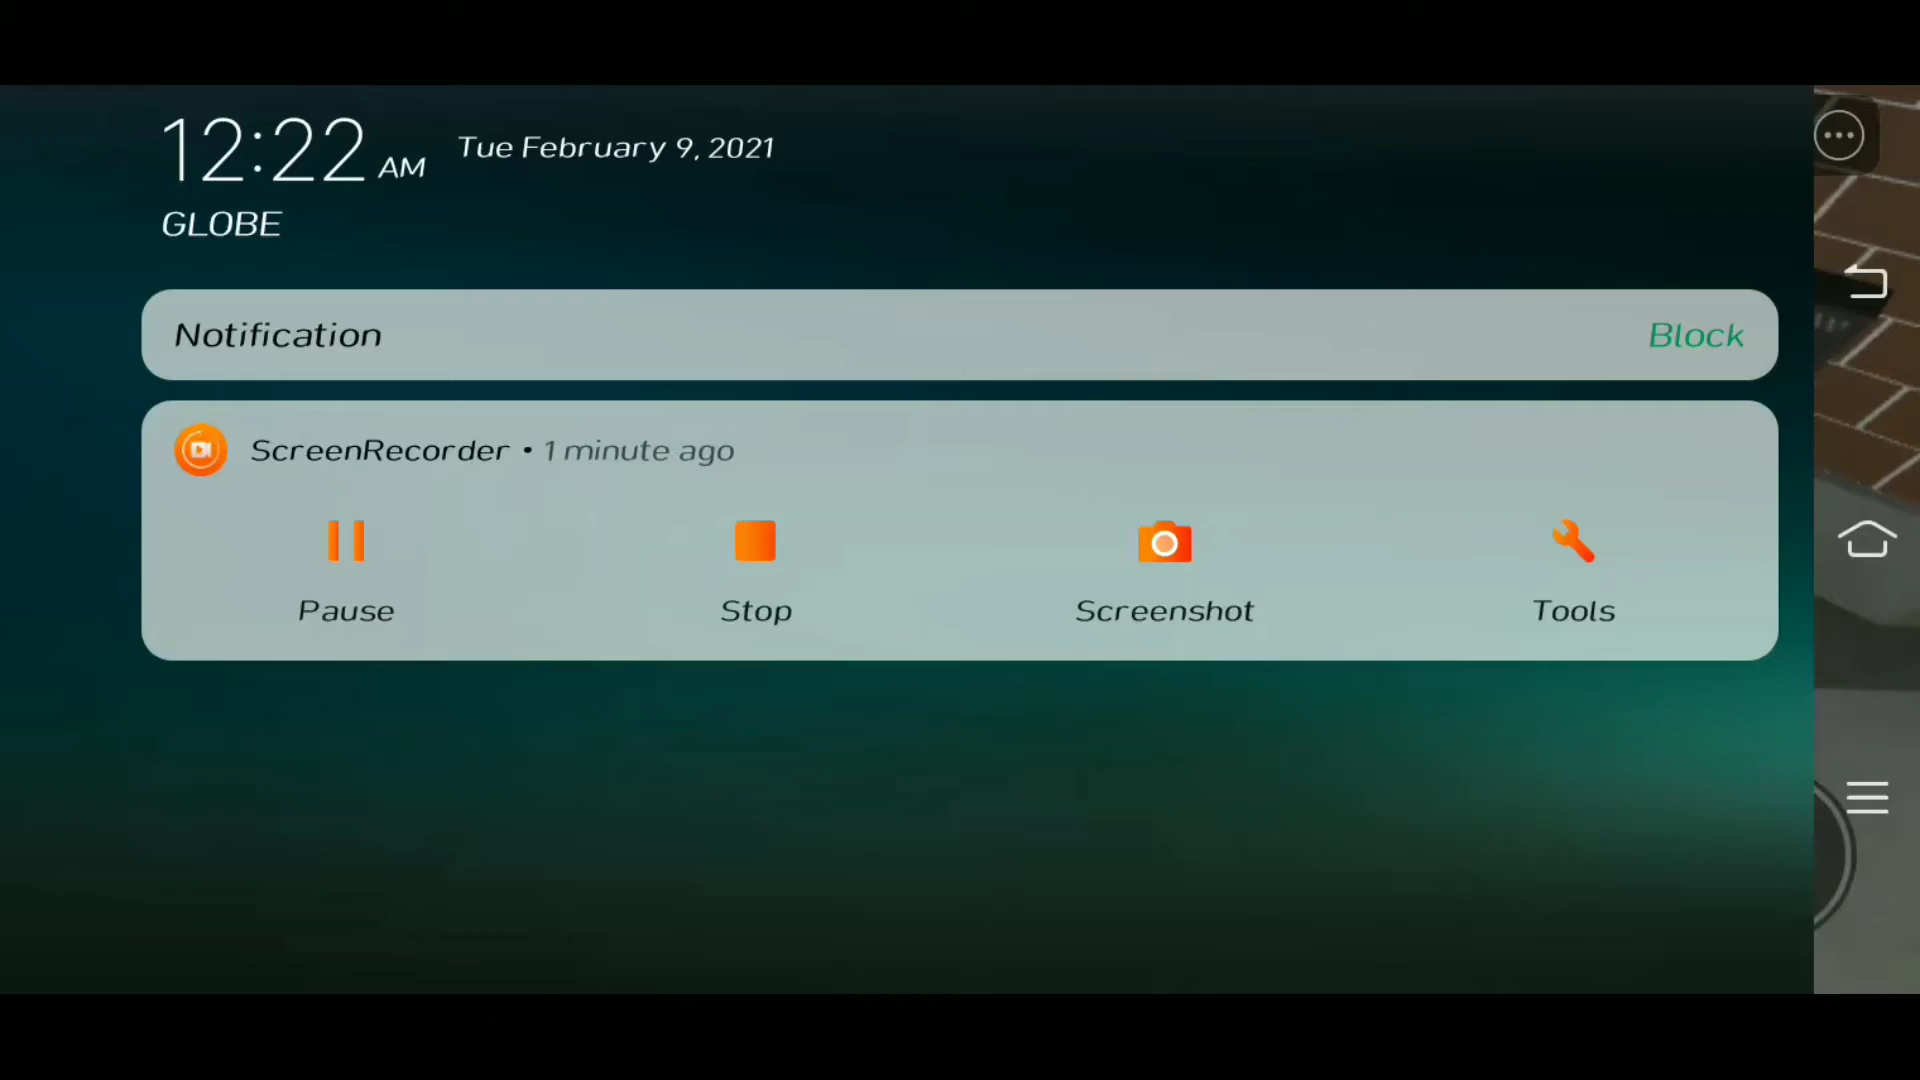 12:22 AM Tue February 9, 2021
GLOBE
Notification Block
ScreenRecorder • 1 minute ago
Pause Stop Screenshot Tools